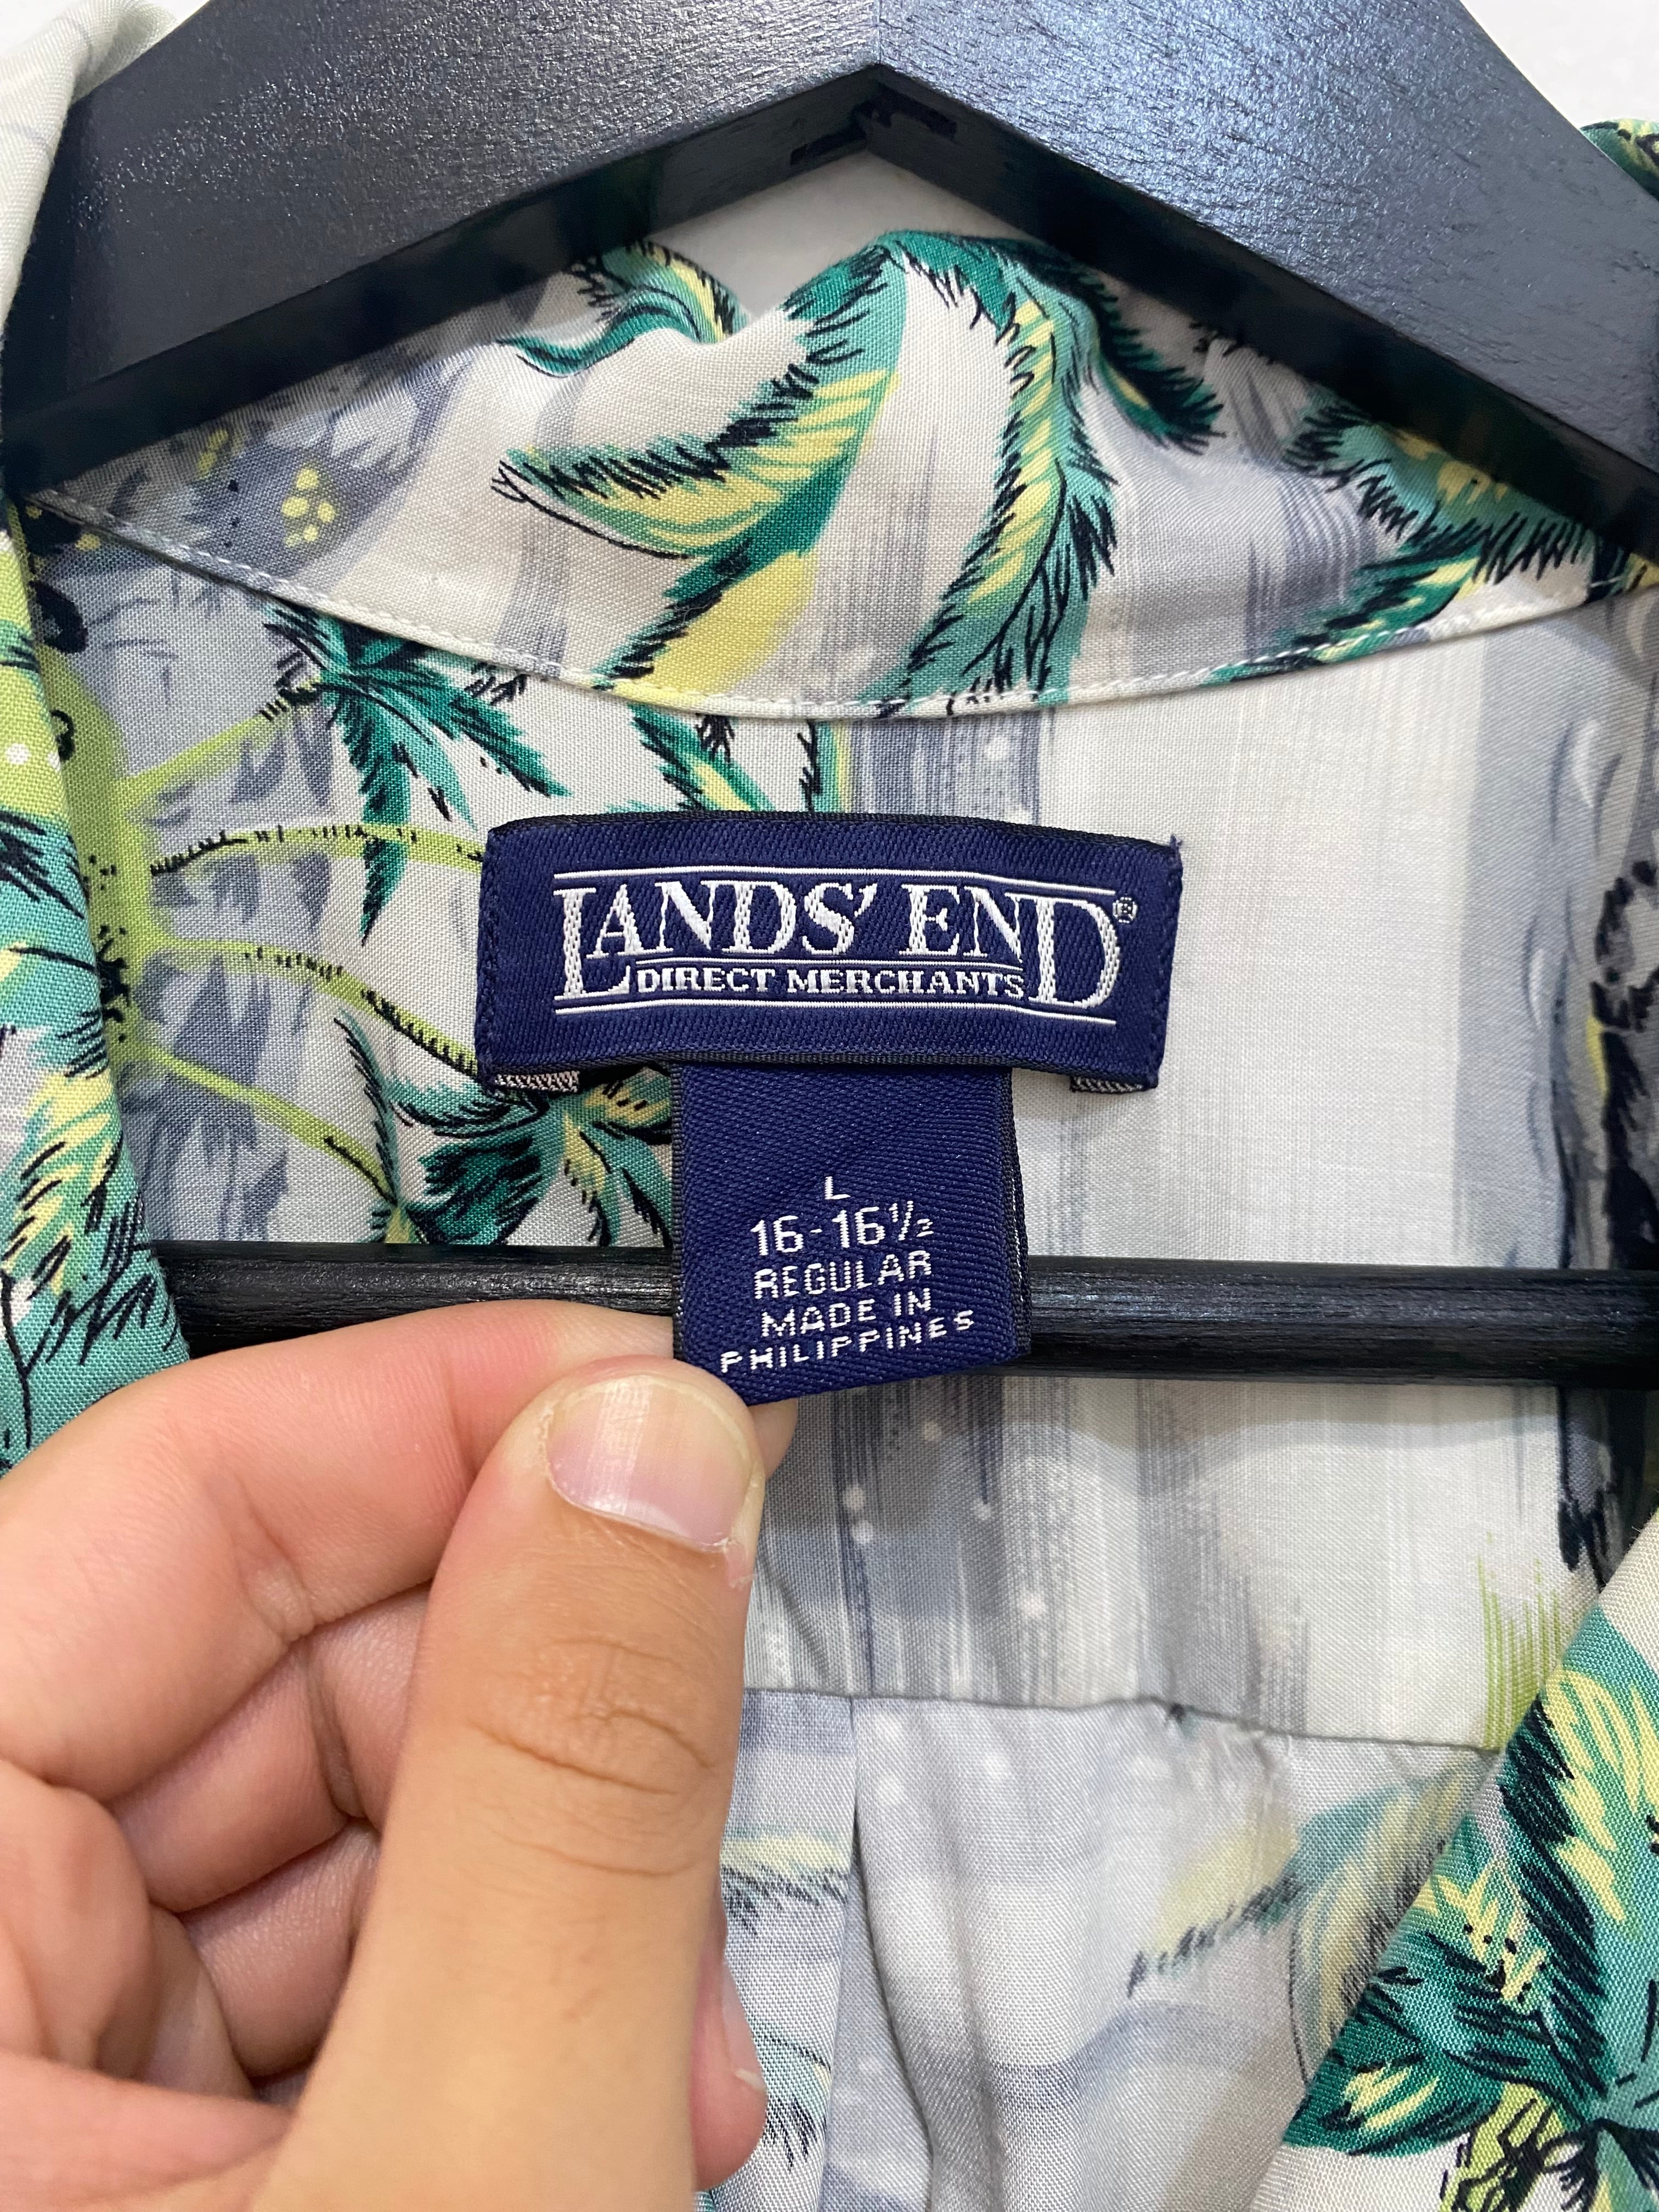 LANDS' END®
DIRECT MERCHANTS
L
16-16½
REGULAR
MADE IN
PHILIPPINES